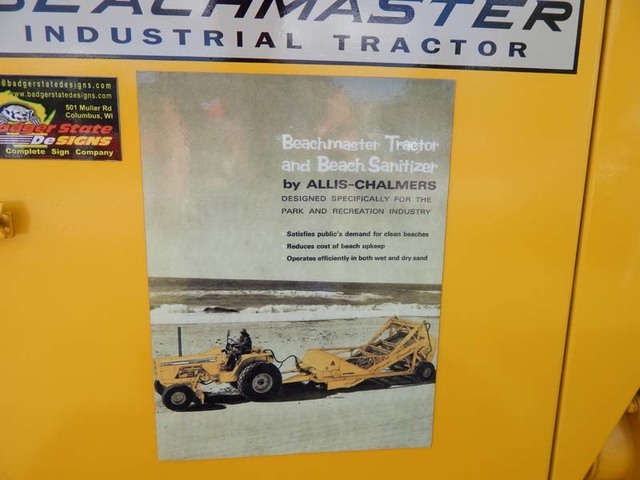 BEACHMASTER
INDUSTRIAL TRACTOR
@badgerstatedesigns.com
www.badgerstatedesigns.com
501 Muller Rd
Columbus, WI
Badger State
DeSIGNS
Complete Sign Company
Beachmaster Tractor
and Beach Sanitizer
by ALLIS-CHALMERS
DESIGNED SPECIFICALLY FOR THE
PARK AND RECREATION INDUSTRY
· Satisfies public's demand for clean beaches
· Reduces cost of beach upkeep
· Operates efficiently in both wet and dry sand